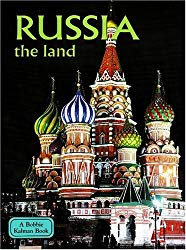 RUSSIA
the land
A Bobbie
Kalman Book